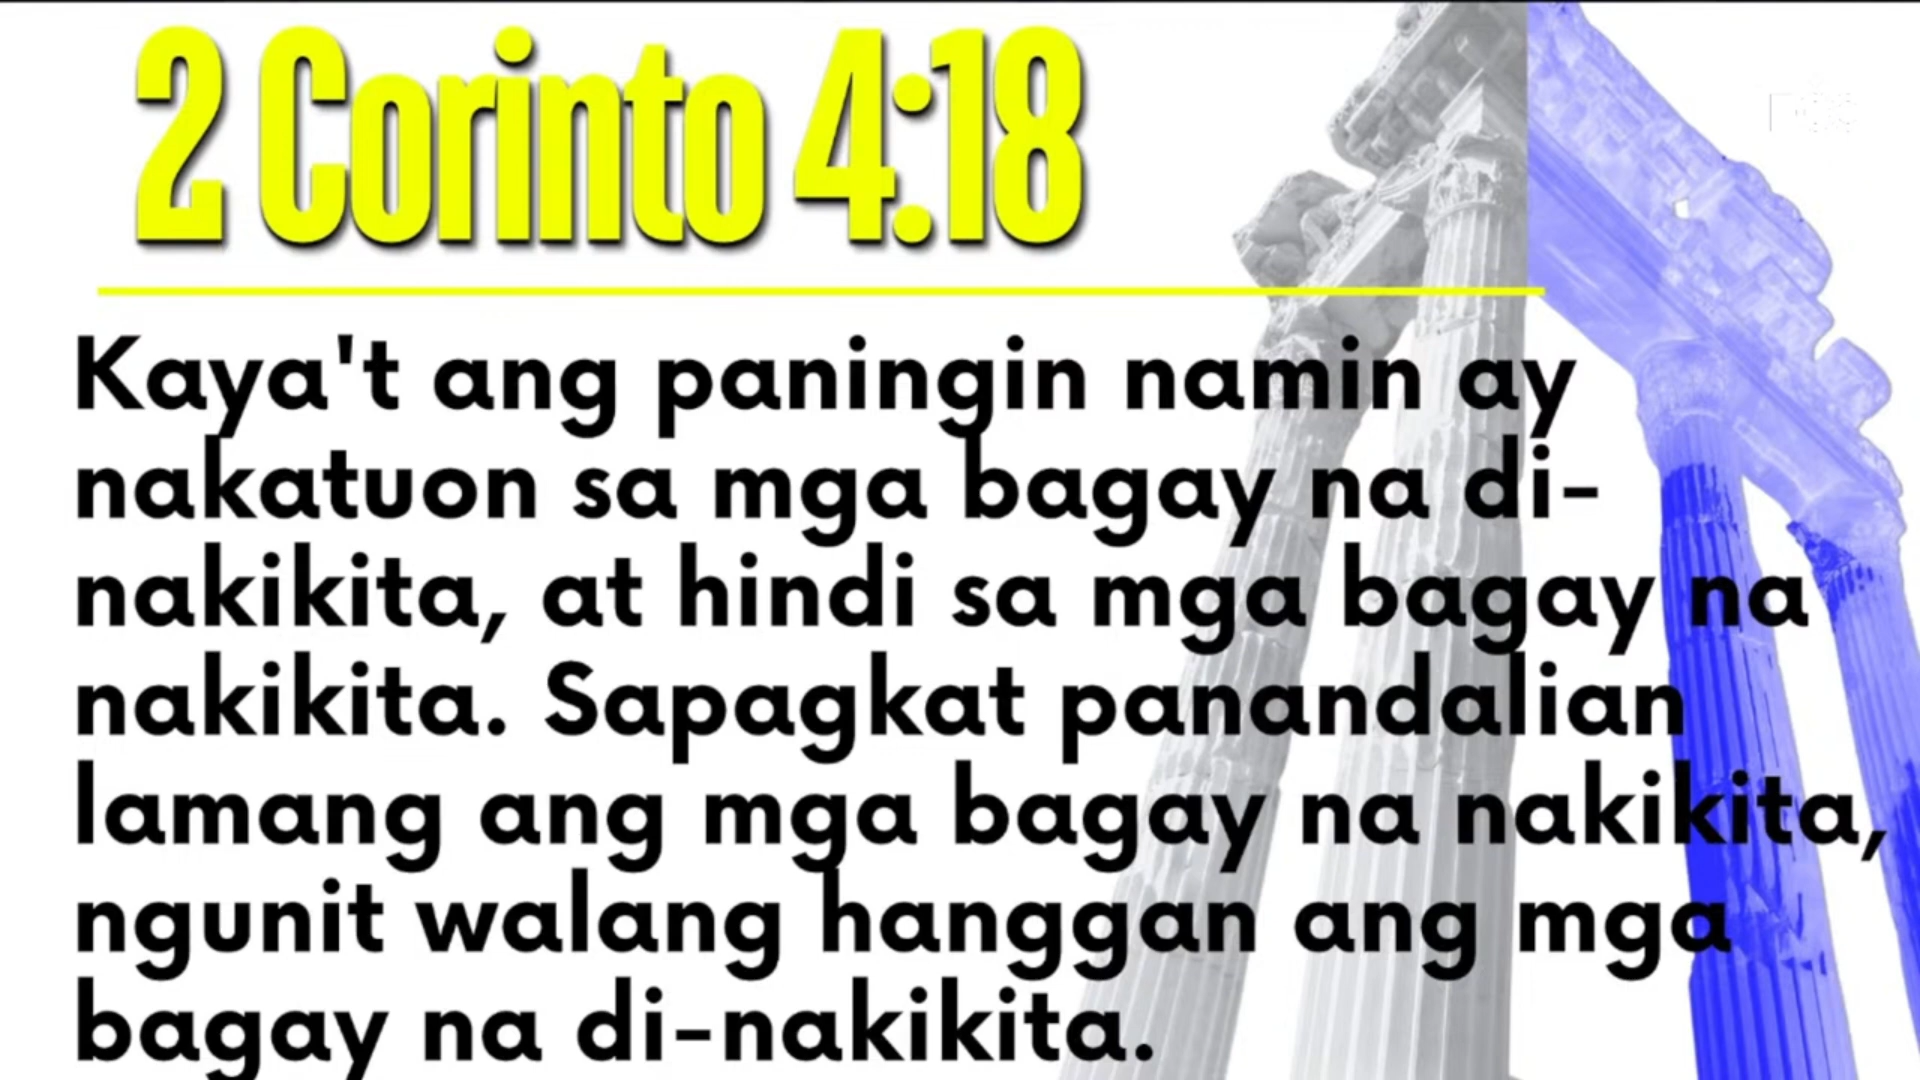 2 Corinto 4:18
Kaya't ang paningin namin ay
nakatuon sa mga bagay na di-
nakikita, at hindi sa mga bagay na
nakikita. Sapagkat panandalian
lamang ang mga bagay na nakikita,
ngunit walang hanggan ang mga
bagay na di-nakikita.